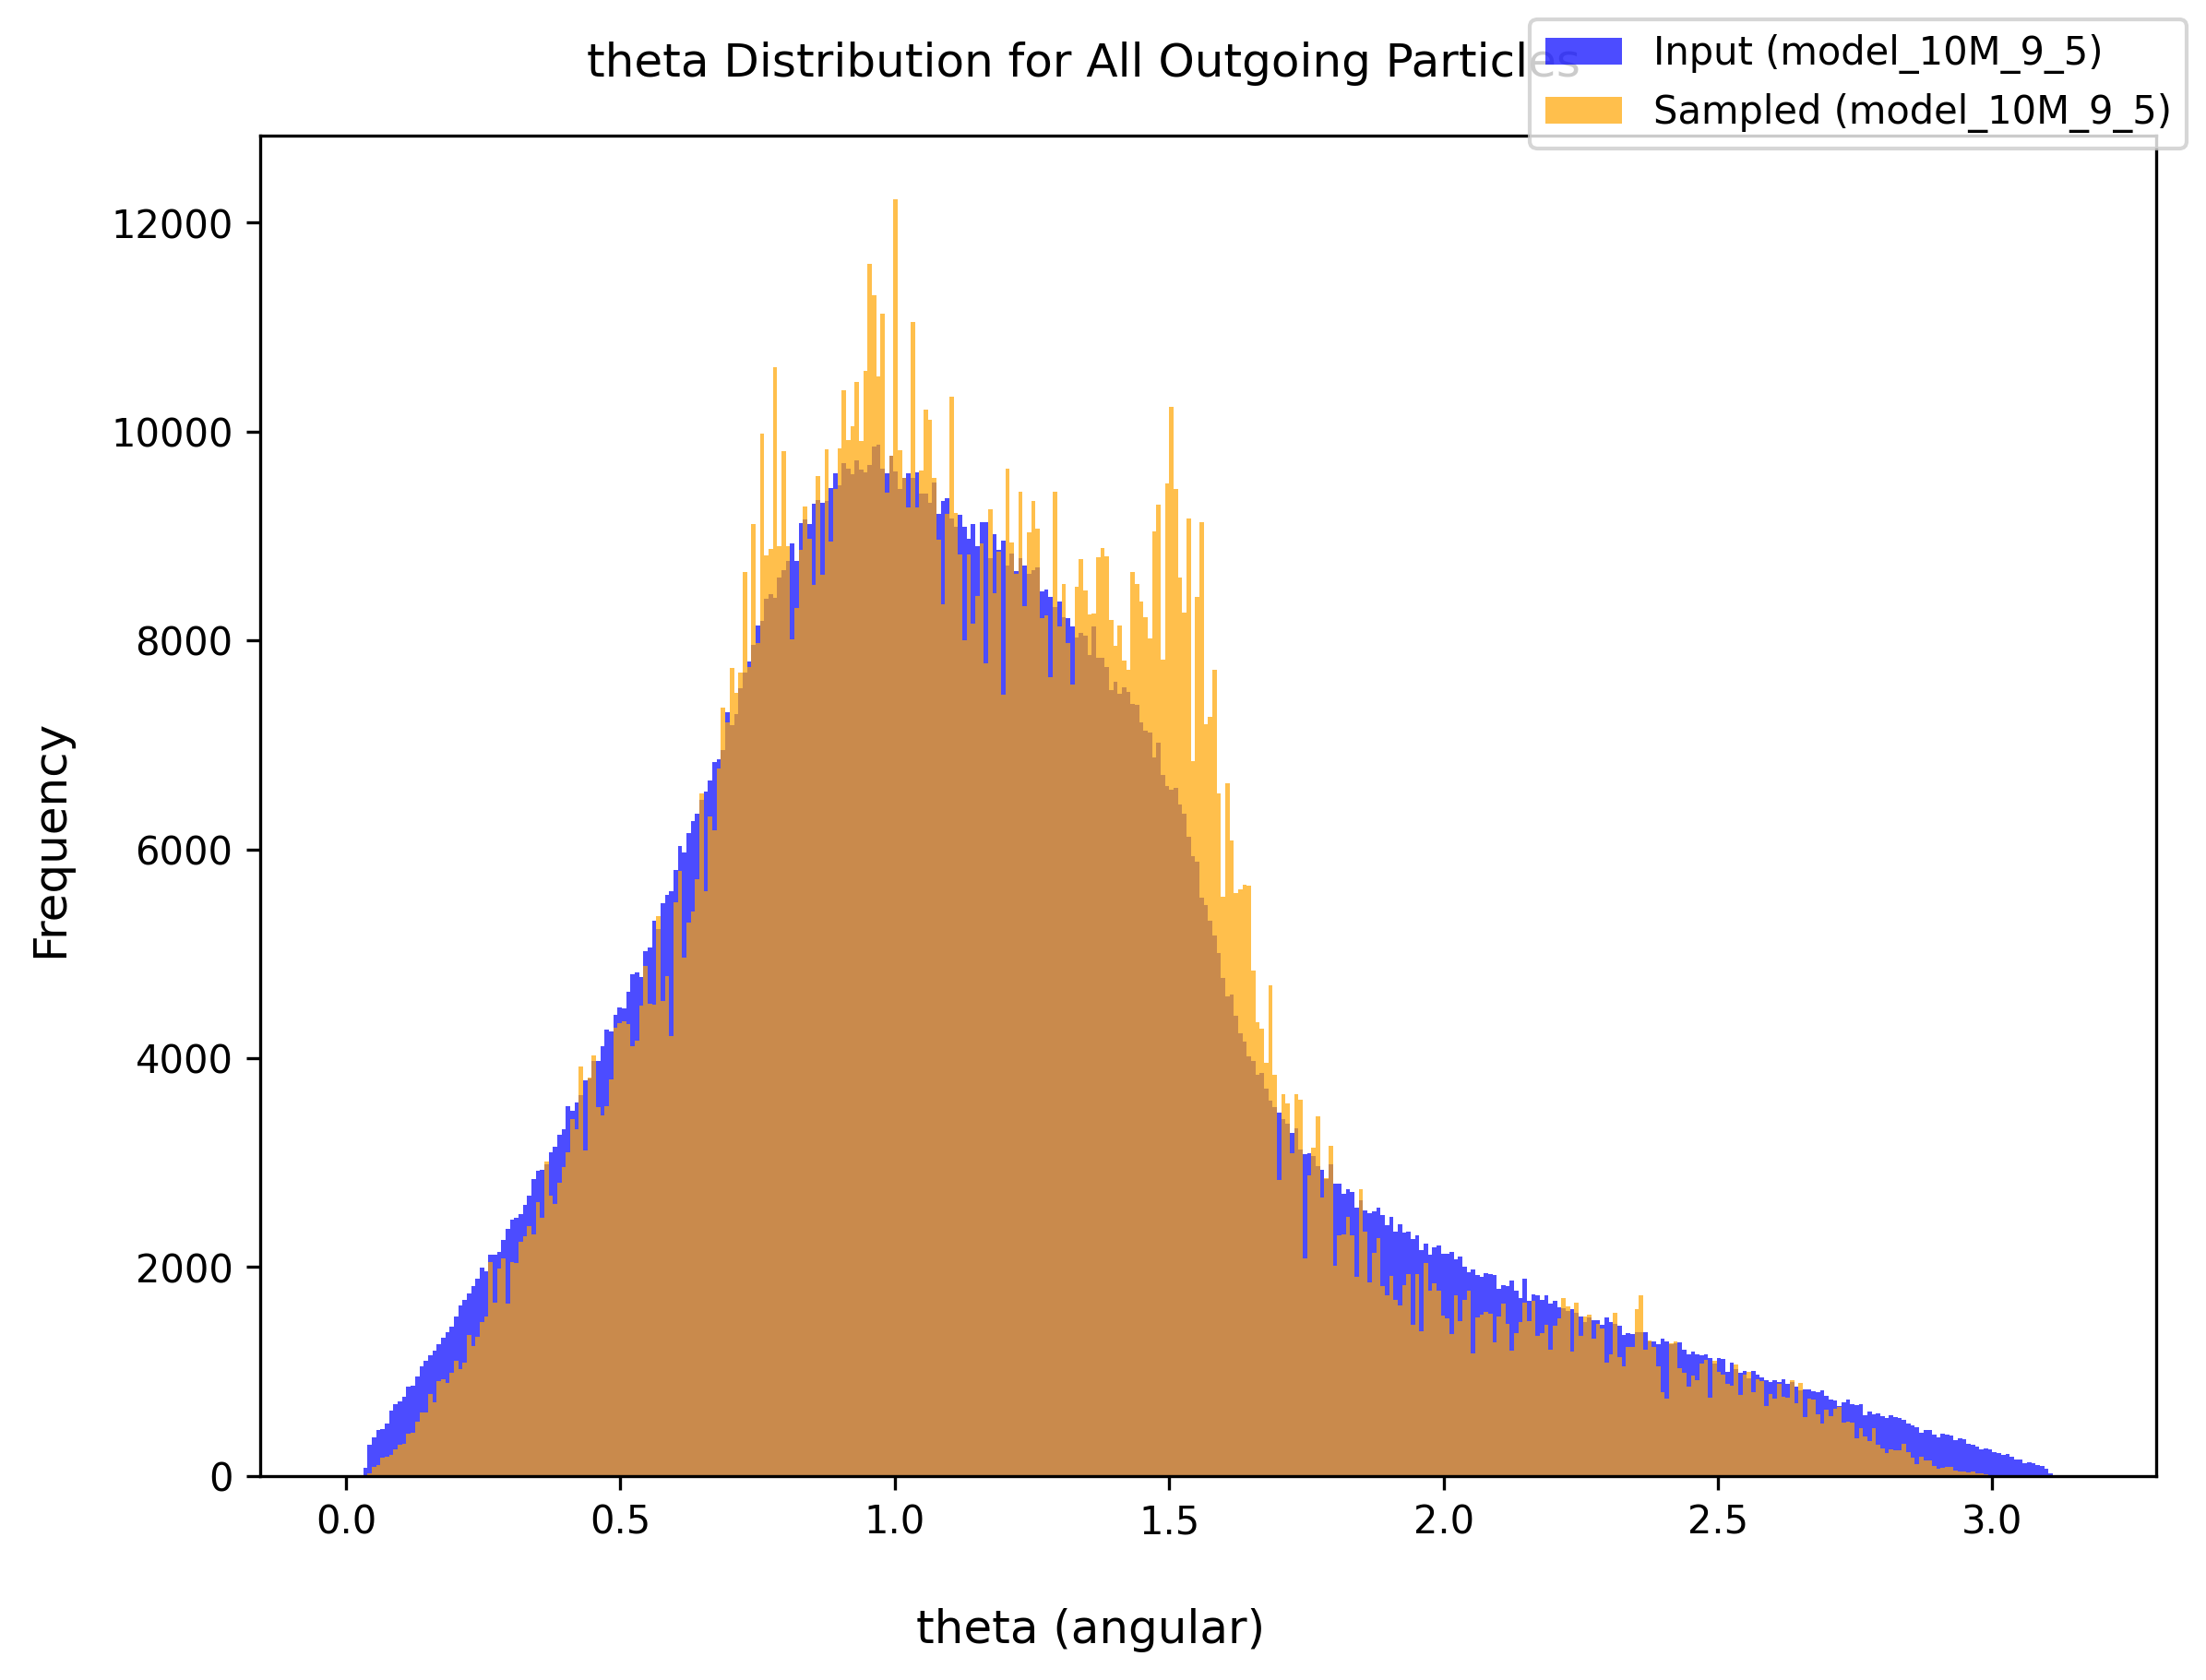 theta Distribution for All Outgoing Particles
Input (model_10M_9_5)
Sampled (model_10M_9_5)
12000
10000
8000
6000
4000
2000
0
Frequency
0.0 0.5 1.0 1.5 2.0 2.5 3.0
theta (angular)